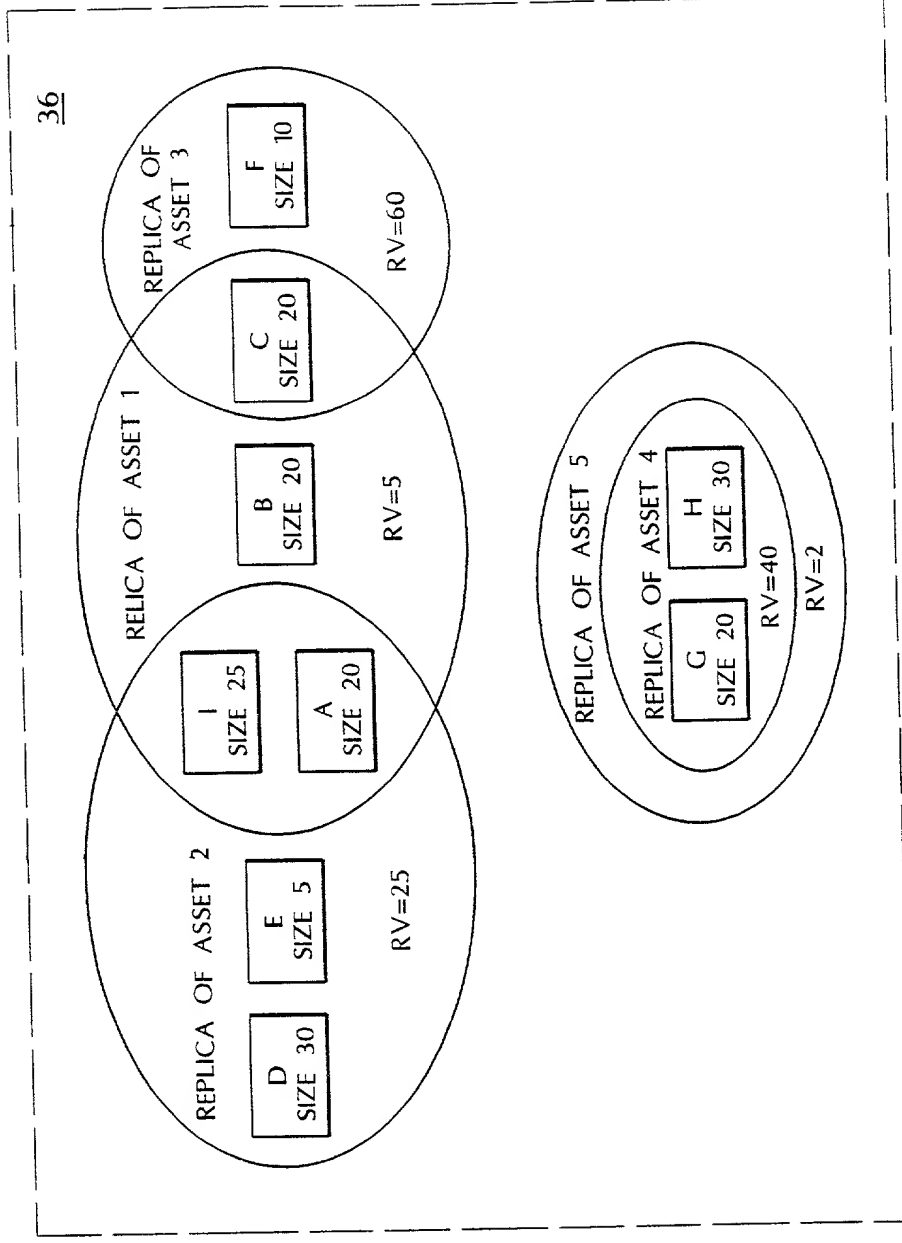 36
REPLICA OF ASSET 2
D
SIZE 30
E
SIZE 5
RV=25
I
SIZE 25
A
SIZE 20
RELICA OF ASSET 1
B
SIZE 20
RV=5
C
SIZE 20
REPLICA OF
ASSET 3
F
SIZE 10
RV=60
REPLICA OF ASSET 5
REPLICA OF ASSET 4
G
SIZE 20
H
SIZE 30
RV=40
RV=2